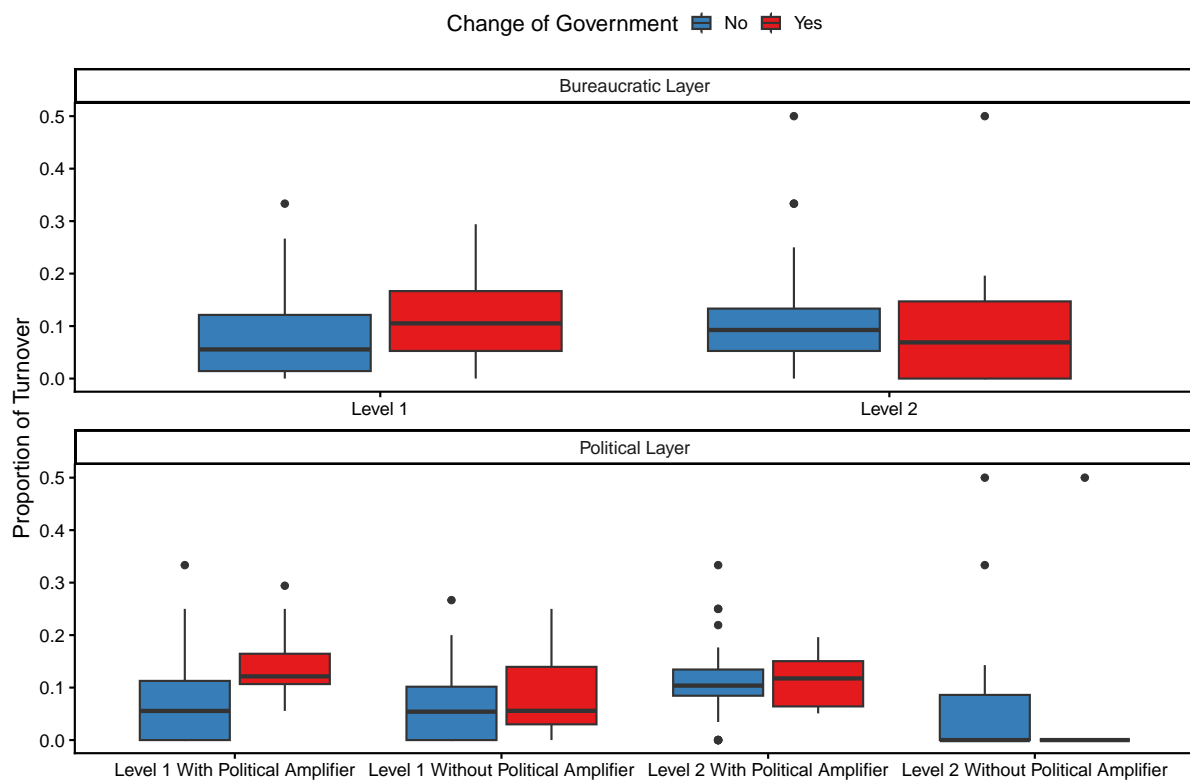 Change of Government No Yes
Bureaucratic Layer
0.5
0.4
0.3
0.2
0.1
0.0
Level 1 Level 2
Proportion of Turnover
Political Layer
0.5
0.4
0.3
0.2
0.1
0.0
Level 1 With Political Amplifier Level 1 Without Political Amplifier Level 2 With Political Amplifier Level 2 Without Political Amplifier